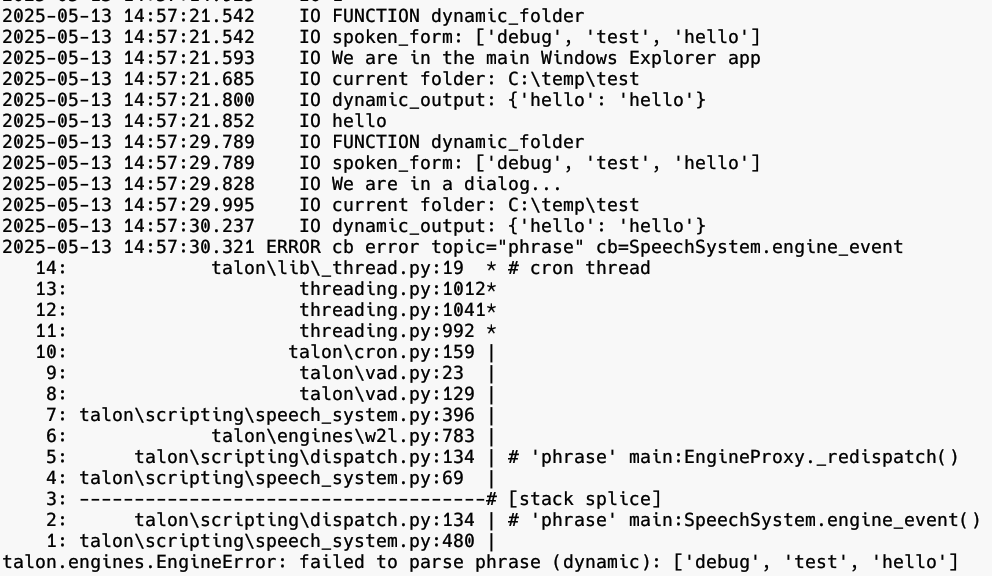 2025-05-13 14:57:21.542    IO FUNCTION dynamic_folder
2025-05-13 14:57:21.542    IO spoken_form: ['debug', 'test', 'hello']
2025-05-13 14:57:21.593    IO We are in the main Windows Explorer app
2025-05-13 14:57:21.685    IO current folder: C:\temp\test
2025-05-13 14:57:21.800    IO dynamic_output: {'hello': 'hello'}
2025-05-13 14:57:21.852    IO hello
2025-05-13 14:57:29.789    IO FUNCTION dynamic_folder
2025-05-13 14:57:29.789    IO spoken_form: ['debug', 'test', 'hello']
2025-05-13 14:57:29.828    IO We are in a dialog...
2025-05-13 14:57:29.995    IO current folder: C:\temp\test
2025-05-13 14:57:30.237    IO dynamic_output: {'hello': 'hello'}
2025-05-13 14:57:30.321 ERROR cb error topic="phrase" cb=SpeechSystem.engine_event
   14:             talon\lib\_thread.py:19  * # cron thread
   13:                     threading.py:1012*
   12:                     threading.py:1041*
   11:                     threading.py:992 *
   10:                    talon\cron.py:159 |
    9:                     talon\vad.py:23  |
    8:                     talon\vad.py:129 |
    7: talon\scripting\speech_system.py:396 |
    6:             talon\engines\w2l.py:783 |
    5:      talon\scripting\dispatch.py:134 | # 'phrase' main:EngineProxy._redispatch()
    4: talon\scripting\speech_system.py:69  |
    3: -------------------------------------# [stack splice]
    2:      talon\scripting\dispatch.py:134 | # 'phrase' main:SpeechSystem.engine_event()
    1: talon\scripting\speech_system.py:480 |
talon.engines.EngineError: failed to parse phrase (dynamic): ['debug', 'test', 'hello']